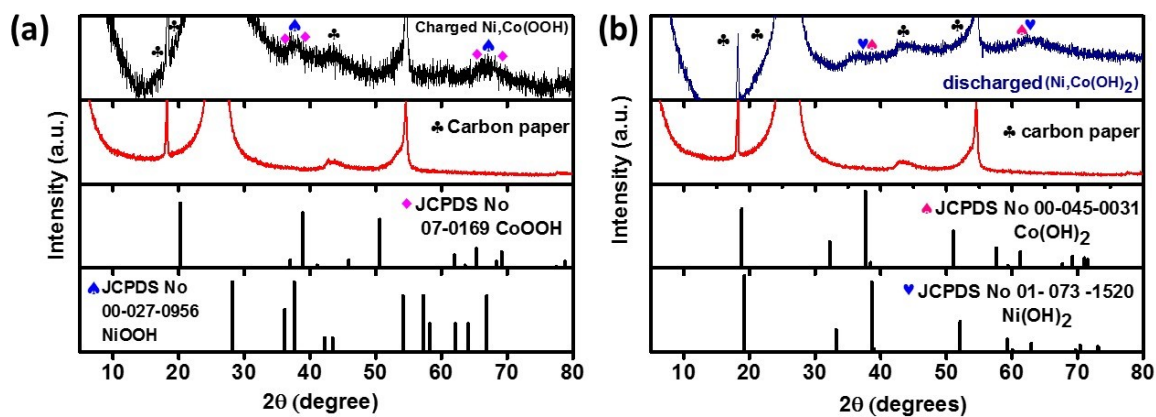 (a)
Charged Ni,Co(OOH)
♣ Carbon paper
♦ JCPDS No
07-0169 CoOOH
♠ JCPDS No
00-027-0956
NiOOH
Intensity (a.u.)
10 20 30 40 50 60 70 80
2θ (degree)
(b)
discharged (Ni,Co(OH)2)
♣ carbon paper
♠ JCPDS No 00-045-0031
Co(OH)2
♥ JCPDS No 01- 073 -1520
Ni(OH)2
Intensity (a.u.)
10 20 30 40 50 60 70 80
2θ (degrees)